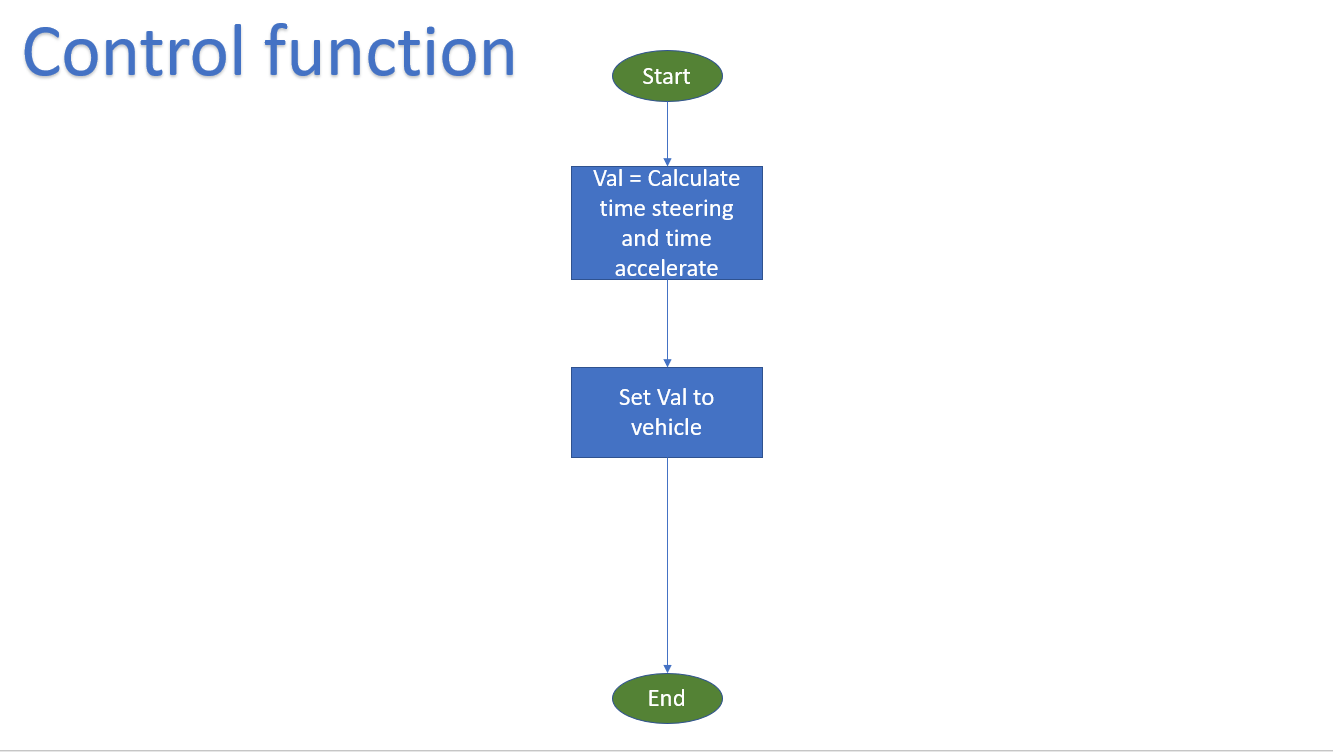 Control function
Start
Val = Calculate
time steering
and time
accelerate
Set Val to
vehicle
End